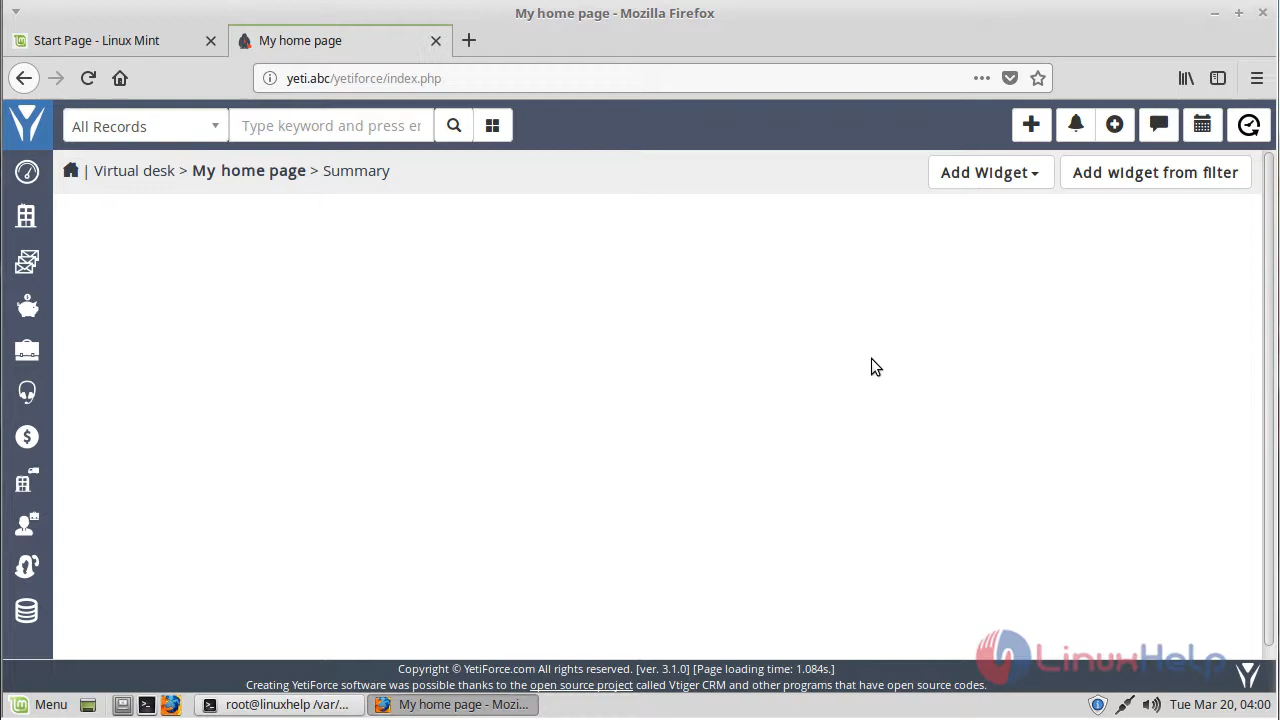 My home page - Mozilla Firefox
Start Page - Linux Mint
My home page
yeti.abc/yetiforce/index.php
All Records
Type keyword and press er
| Virtual desk > My home page > Summary
Add Widget
Add widget from filter
Copyright © YetiForce.com All rights reserved. [ver. 3.1.0] [Page loading time: 1.084s.]
Creating YetiForce software was possible thanks to the open source project called Vtiger CRM and other programs that have open source codes.
LinuxHelp
Menu
root@linuxhelp /var/...
My home page - Mozi...
Tue Mar 20, 04:00